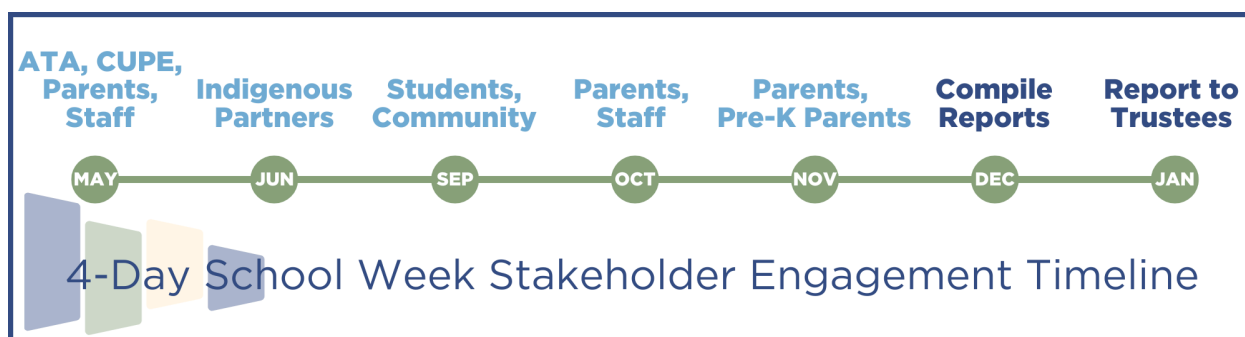 ATA, CUPE,
Parents,
Staff
Indigenous
Partners
Students,
Community
Parents,
Staff
Parents,
Pre-K Parents
Compile
Reports
Report to
Trustees
MAY
JUN
SEP
OCT
NOV
DEC
JAN
4-Day School Week Stakeholder Engagement Timeline